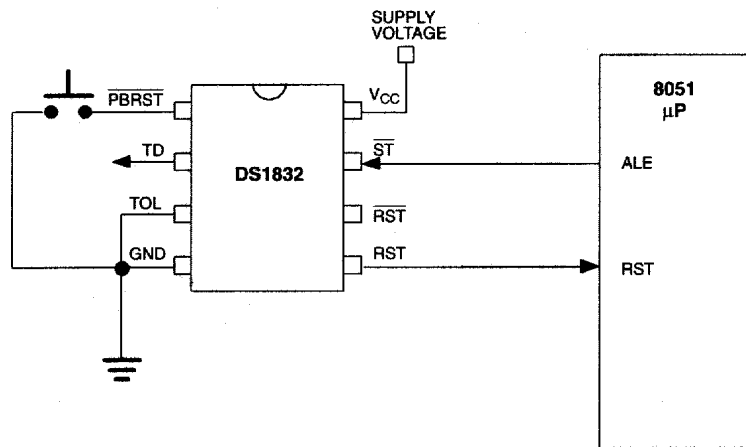 SUPPLY
VOLTAGE
PBRST
VCC
8051
μP
TD
ST
ALE
DS1832
TOL
RST
GND
RST
RST